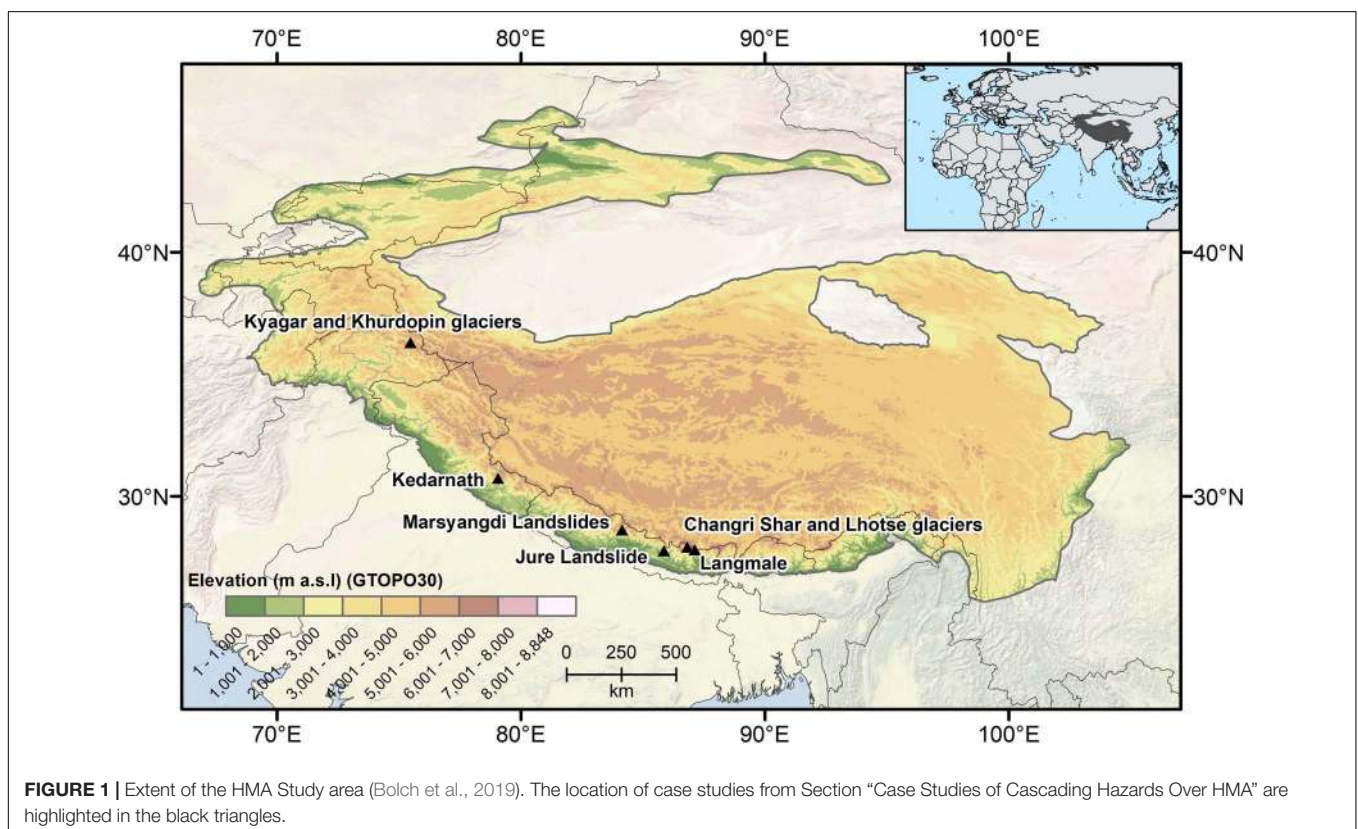 70°E 80°E 90°E 100°E
40°N 40°N
Kyagar and Khurdopin glaciers
Kedarnath
30°N 30°N
Marsyangdi Landslides Changri Shar and Lhotse glaciers
Jure Landslide Langmale
Elevation (m a.s.l) (GTOPO30)
1 - 1,000
1,001 - 2,000
2,001 - 3,000
3,001 - 4,000
4,001 - 5,000
5,001 - 6,000
6,001 - 7,000
7,001 - 8,000
8,001 - 8,848
0 250 500
km
70°E 80°E 90°E 100°E
FIGURE 1 | Extent of the HMA Study area (Bolch et al., 2019). The location of case studies from Section “Case Studies of Cascading Hazards Over HMA” are
highlighted in the black triangles.